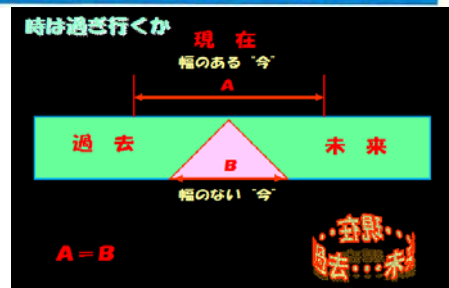 時は過ぎ行くか
現 在
幅のある “今”
A
過 去
未 来
B
幅のない “今”
A=B
‥現在‥
過去‥‥未来